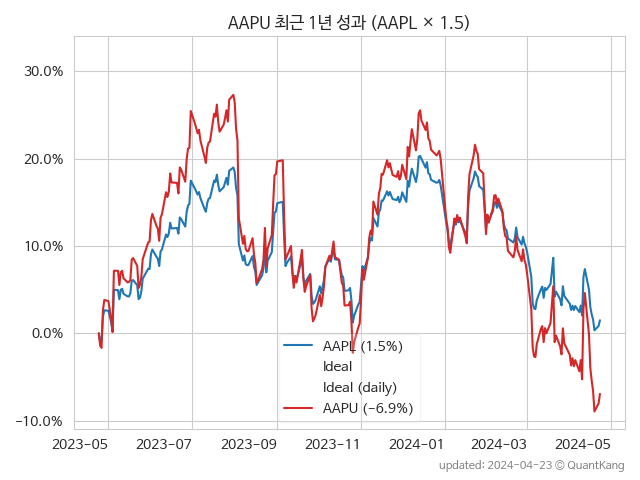 AAPU 최근 1년 성과 (AAPL × 1.5)
30.0%
20.0%
10.0%
0.0%
−10.0%
AAPL (1.5%)
Ideal
Ideal (daily)
AAPU (−6.9%)
2023-05 2023-07 2023-09 2023-11 2024-01 2024-03 2024-05
updated: 2024-04-23 © QuantKang